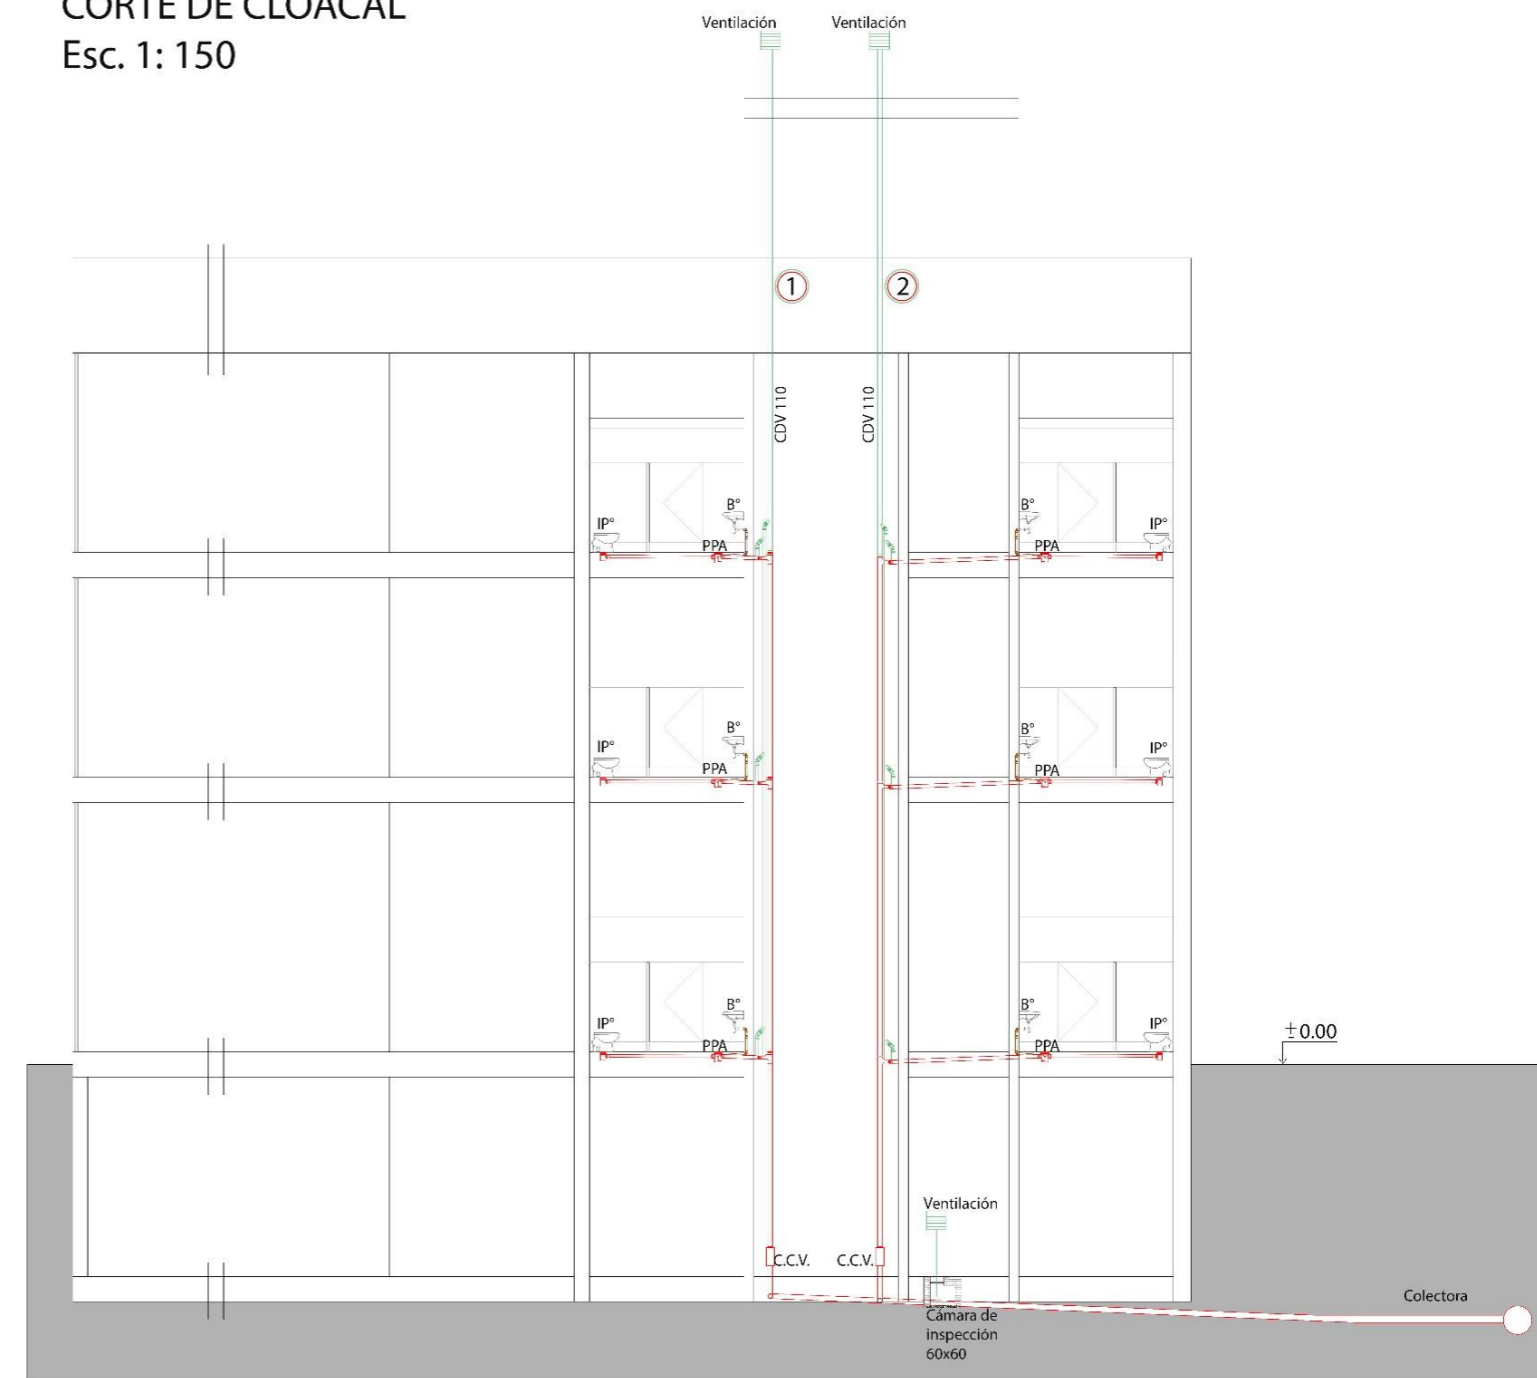 CORTE DE CLOACAL
Esc. 1: 150
Ventilación
Ventilación
1
2
CDV 110
CDV 110
IP°
B°
PPA
B°
PPA
IP°
IP°
B°
PPA
B°
PPA
IP°
IP°
B°
PPA
B°
PPA
IP°
±0.00
Ventilación
C.C.V.
C.C.V.
Cámara de
inspección
60x60
Colectora